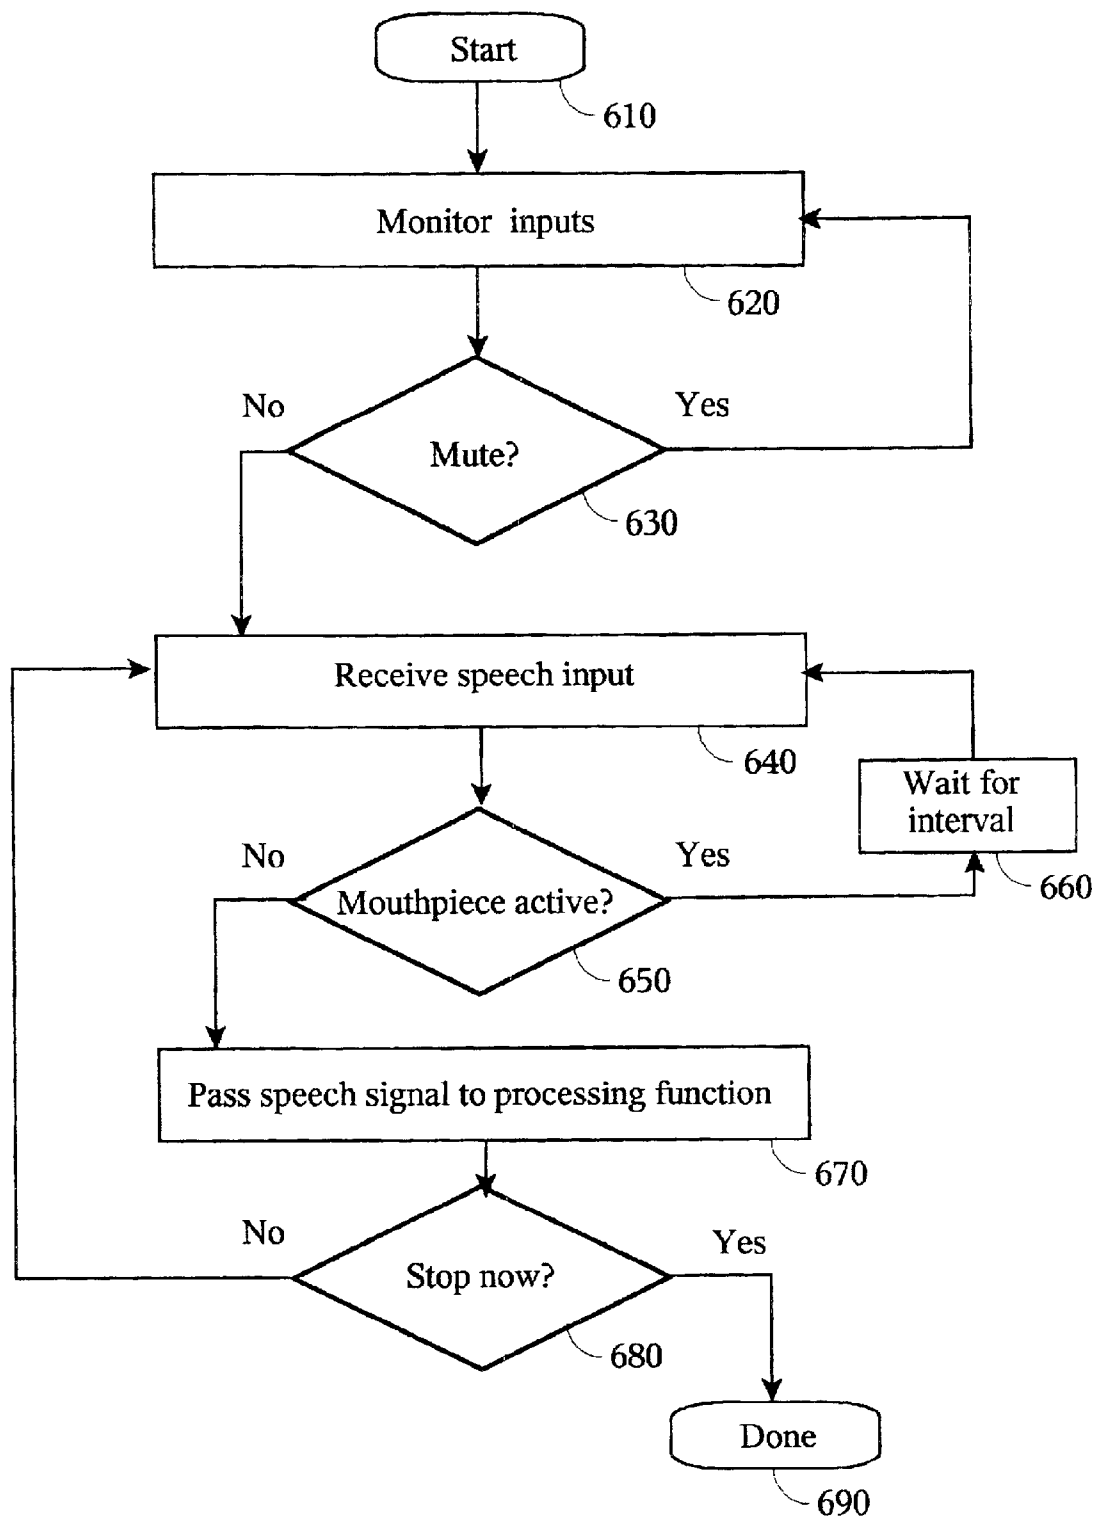 Start
610
Monitor inputs
620
No
Yes
Mute?
630
Receive speech input
640
Wait for
interval
660
No
Yes
Mouthpiece active?
650
Pass speech signal to processing function
670
No
Yes
Stop now?
680
Done
690